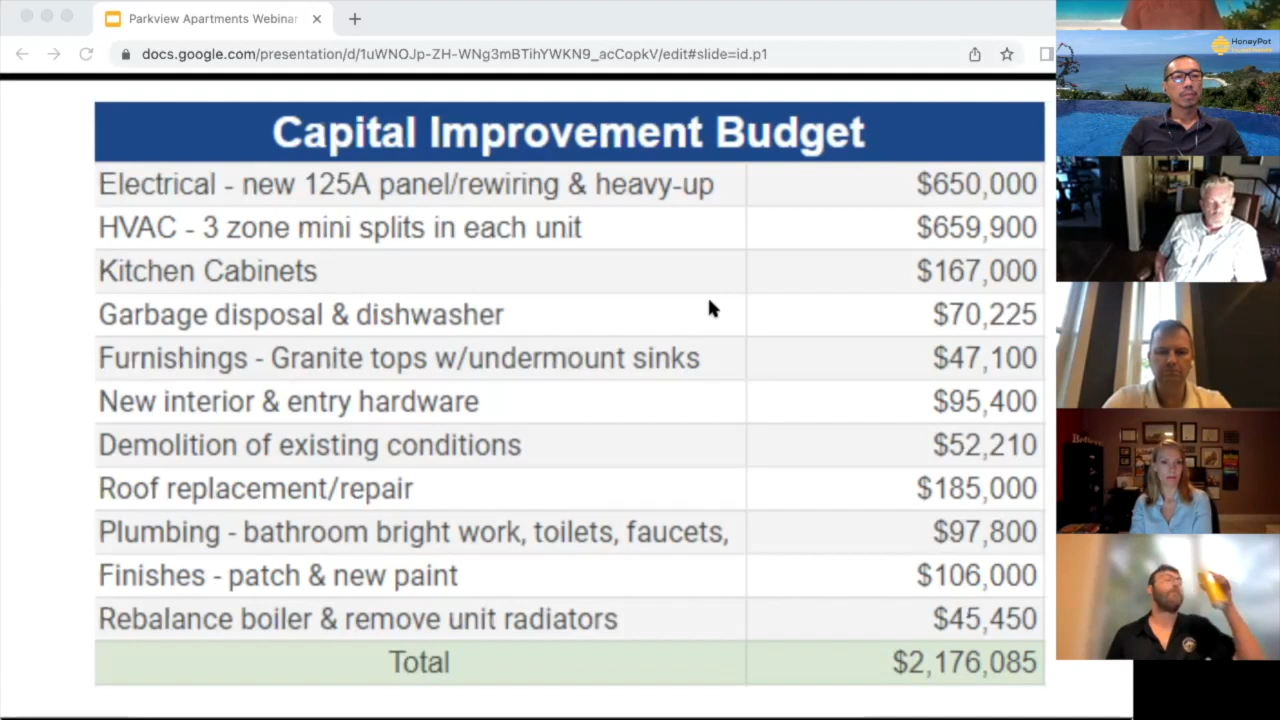 Parkview Apartments Webinar
docs.google.com/presentation/d/1uWNOJp-ZH-WNg3mBTihYWKN9_acCopkV/edit#slide=id.p1
HoneyPot
Capital Improvement Budget
Electrical - new 125A panel/rewiring & heavy-up $650,000
HVAC - 3 zone mini splits in each unit $659,900
Kitchen Cabinets $167,000
Garbage disposal & dishwasher $70,225
Furnishings - Granite tops w/undermount sinks $47,100
New interior & entry hardware $95,400
Demolition of existing conditions $52,210
Roof replacement/repair $185,000
Plumbing - bathroom bright work, toilets, faucets, $97,800
Finishes - patch & new paint $106,000
Rebalance boiler & remove unit radiators $45,450
Total $2,176,085